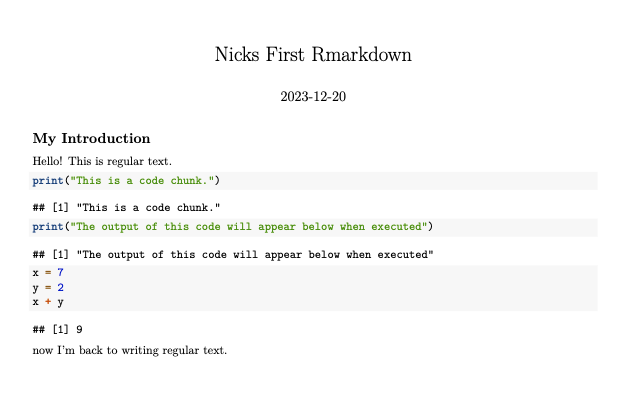 Nicks First Rmarkdown
2023-12-20
My Introduction
Hello! This is regular text.
print("This is a code chunk.")
## [1] "This is a code chunk."
print("The output of this code will appear below when executed")
## [1] "The output of this code will appear below when executed"
x = 7
y = 2
x + y
## [1] 9
now I'm back to writing regular text.